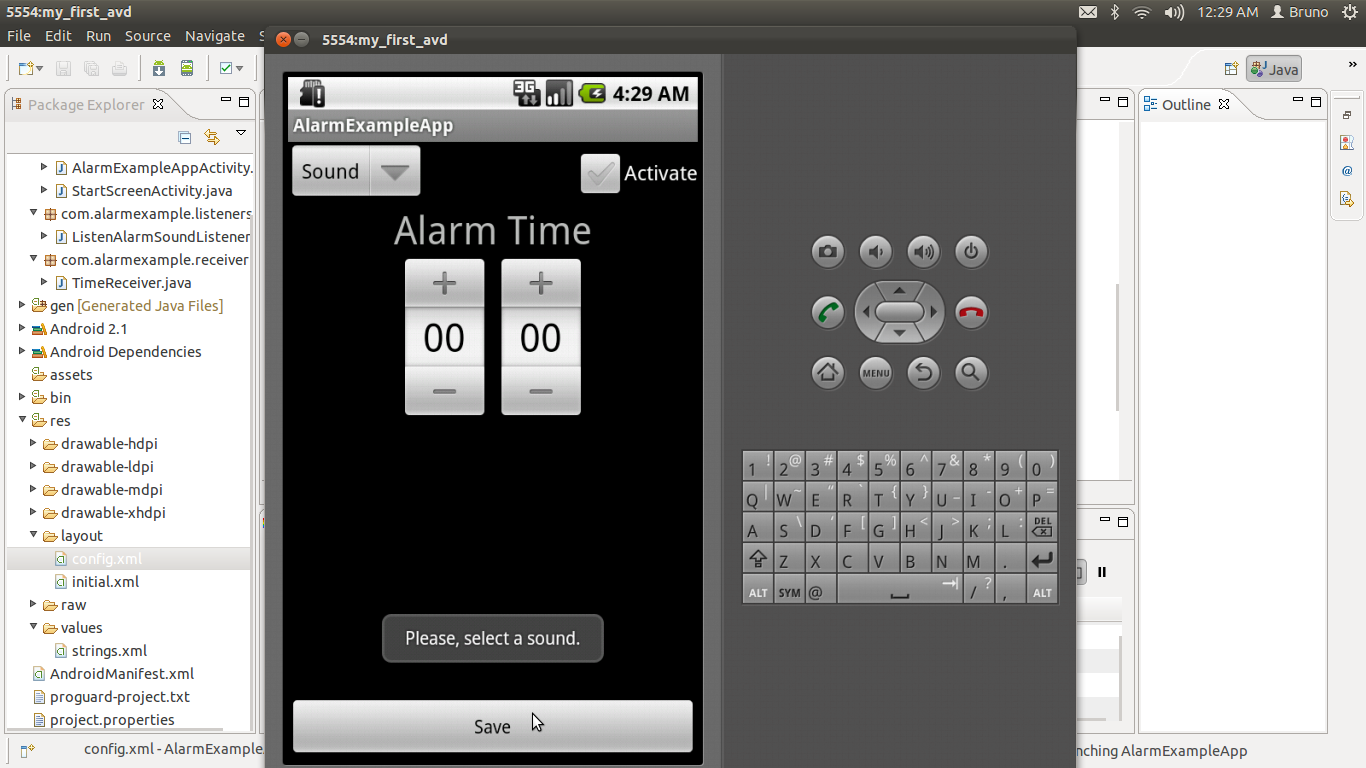 5554:my_first_avd
12:29 AM
Bruno
File Edit Run Source Navigate
5554:my_first_avd
Java
Package Explorer
AlarmExampleAppActivity.
StartScreenActivity.java
com.alarmexample.listeners
ListenAlarmSoundListener
com.alarmexample.receiver
TimeReceiver.java
gen [Generated Java Files]
Android 2.1
Android Dependencies
assets
bin
res
drawable-hdpi
drawable-ldpi
drawable-mdpi
drawable-xhdpi
layout
config.xml
initial.xml
raw
values
strings.xml
AndroidManifest.xml
proguard-project.txt
project.properties
config.xml - AlarmExampleA
3G
4:29 AM
AlarmExampleApp
Sound
Activate
Alarm Time
+ +
00 00
− −
Please, select a sound.
Save
MENU
1 ! 2 @ 3 # 4 $ 5 % 6 ^ 7 & 8 * 9 ( 0 )
Q | W ~ E “ R ` T { Y } U _ I - O + P =
A S \ D ‘ F [ G ] H < J > K ; L : DEL
Z X C V B N M .
ALT SYM @ / ? , ALT
Outline
nching AlarmExampleApp